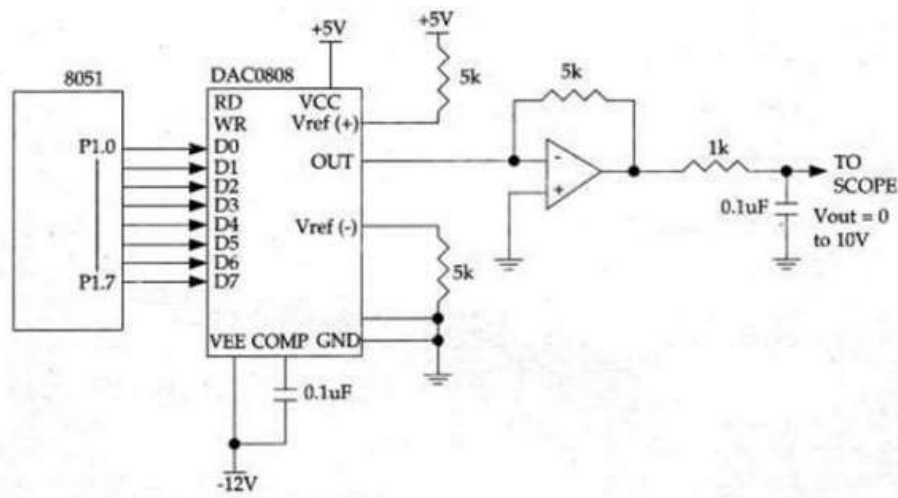 +5V
+5V
8051
DAC0808
5k
5k
RD
VCC
WR
Vref (+)
P1.0
D0
D1
OUT
D2
D3
D4
Vref (-)
D5
D6
P1.7
D7
5k
VEE
COMP
GND
0.1uF
-12V
-
+
1k
TO
SCOPE
0.1uF
Vout = 0
to 10V